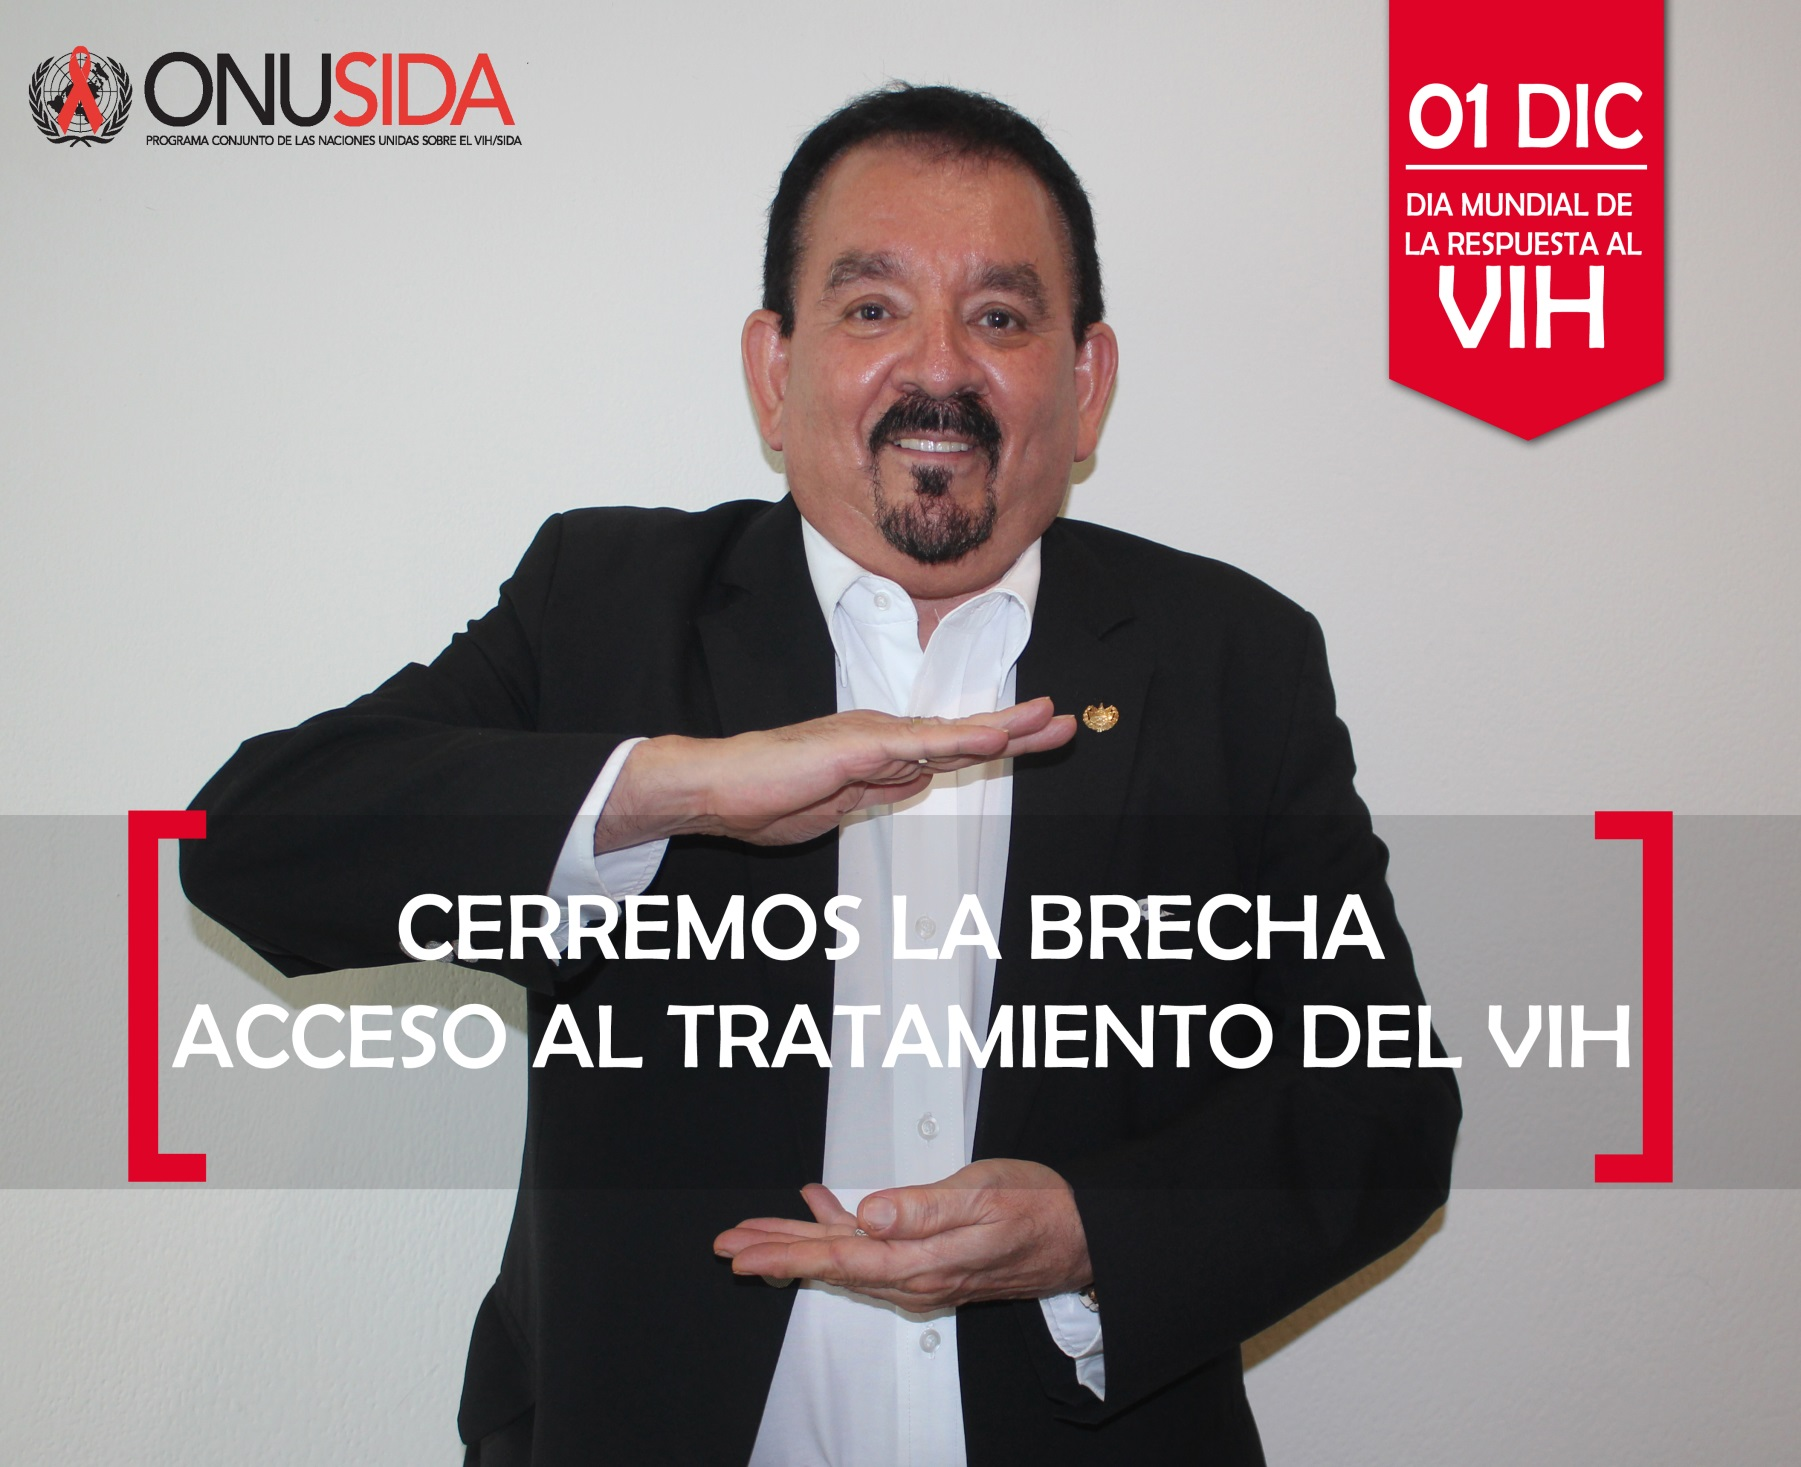 ONUSIDA
PROGRAMA CONJUNTO DE LAS NACIONES UNIDAS SOBRE EL VIH/SIDA
01 DIC
DIA MUNDIAL DE
LA RESPUESTA AL
VIH
CERREMOS LA BRECHA
ACCESO AL TRATAMIENTO DEL VIH